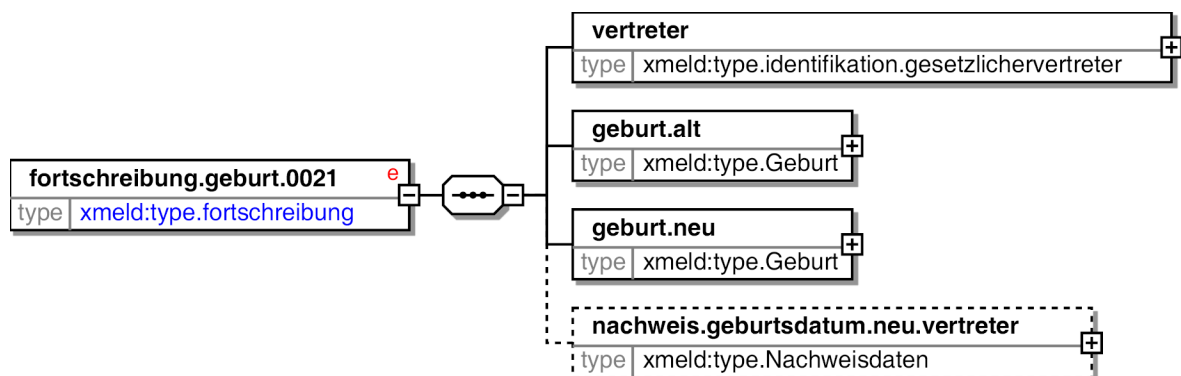 vertreter
type xmeld:type.identifikation.gesetzlichervertreter
geburt.alt
type xmeld:type.Geburt
fortschreibung.geburt.0021 e
type xmeld:type.fortschreibung
geburt.neu
type xmeld:type.Geburt
nachweis.geburtsdatum.neu.vertreter
type xmeld:type.Nachweisdaten